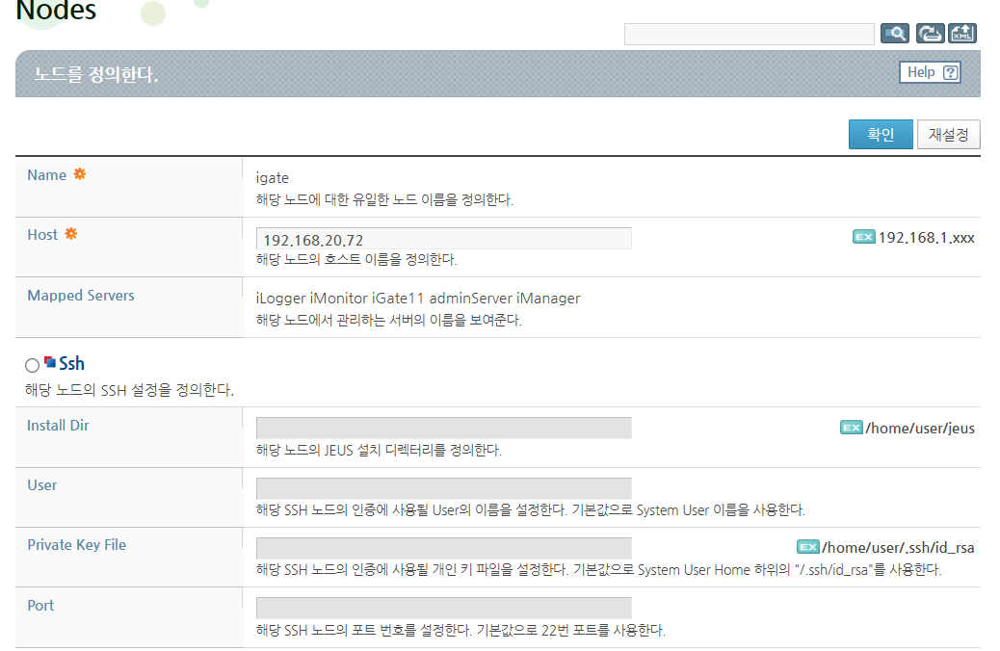 Nodes
XML
노드를 정의한다.
Help ?
확인 재설정
Name
igate
해당 노드에 대한 유일한 노드 이름을 정의한다.
Host
192.168.20.72
EX 192.168.1.xxx
해당 노드의 호스트 이름을 정의한다.
Mapped Servers
iLogger iMonitor iGate11 adminServer iManager
해당 노드에서 관리하는 서버의 이름을 보여준다.
Ssh
해당 노드의 SSH 설정을 정의한다.
Install Dir
EX /home/user/jeus
해당 노드의 JEUS 설치 디렉터리를 정의한다.
User
해당 SSH 노드의 인증에 사용될 User의 이름을 설정한다. 기본값으로 System User 이름을 사용한다.
Private Key File
EX /home/user/.ssh/id_rsa
해당 SSH 노드의 인증에 사용될 개인 키 파일을 설정한다. 기본값으로 System User Home 하위의 "/.ssh/id_rsa"를 사용한다.
Port
해당 SSH 노드의 포트 번호를 설정한다. 기본값으로 22번 포트를 사용한다.